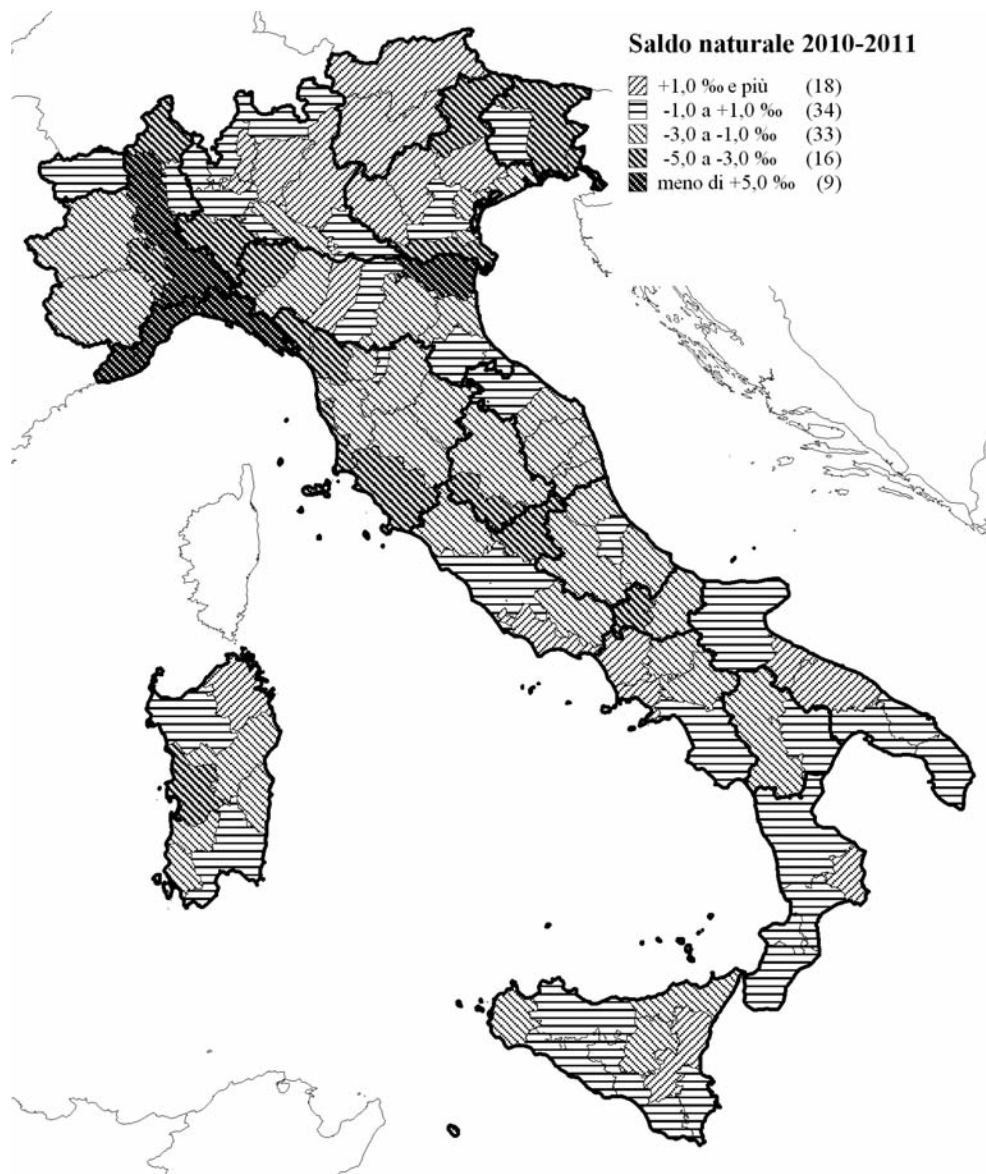 Saldo naturale 2010-2011
+1,0 ‰ e più (18)
-1,0 a +1,0 ‰ (34)
-3,0 a -1,0 ‰ (33)
-5,0 a -3,0 ‰ (16)
meno di +5,0 ‰ (9)